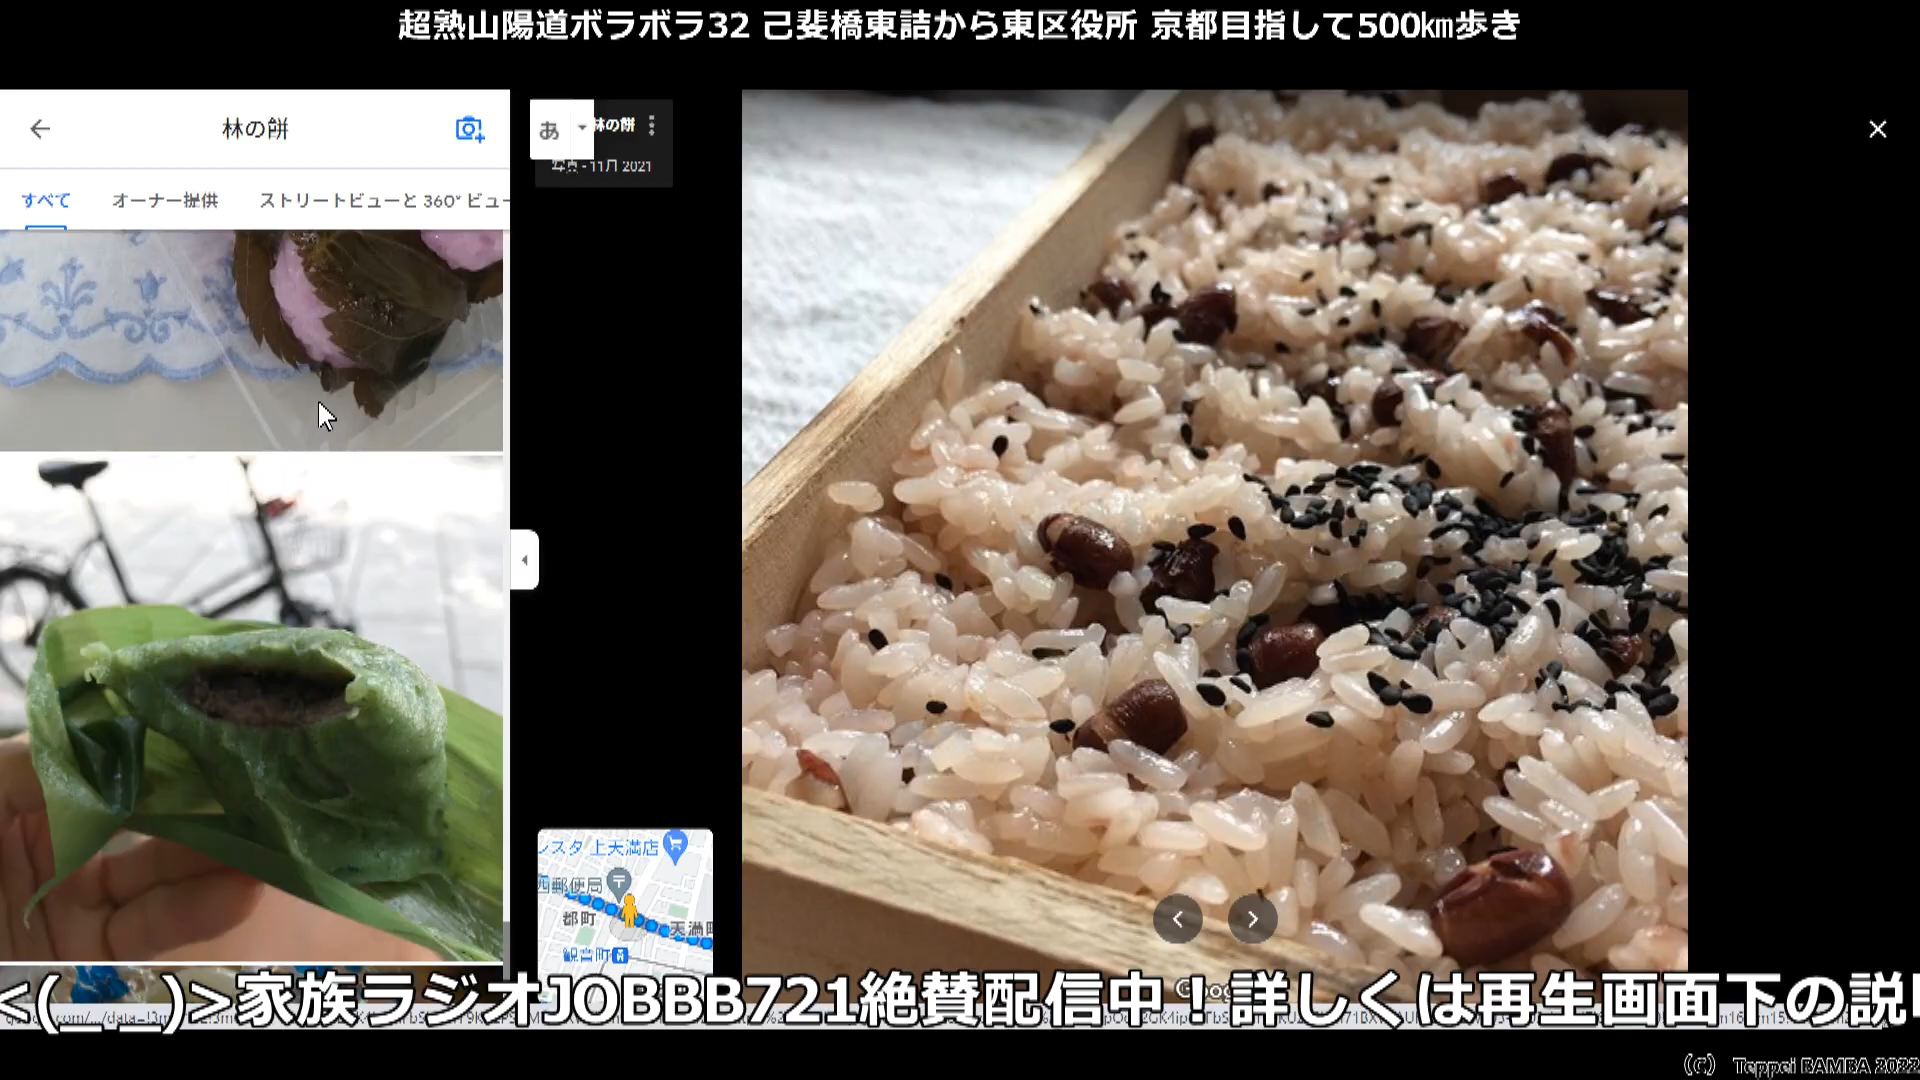 超熟山陽道ボラボラ32 己斐橋東詰から東区役所 京都目指して500㎞歩き
林の餅
すべて オーナー提供 ストリートビューと 360° ビュー
あ 林の餅
写真 - 11月 2021
レスタ 上天満店
西郵便局
都町
天満町
観音町
<(_ _)>家族ラジオJOBBB721絶賛配信中！詳しくは再生画面下の説明
(C) Teppei BAMBA 2022